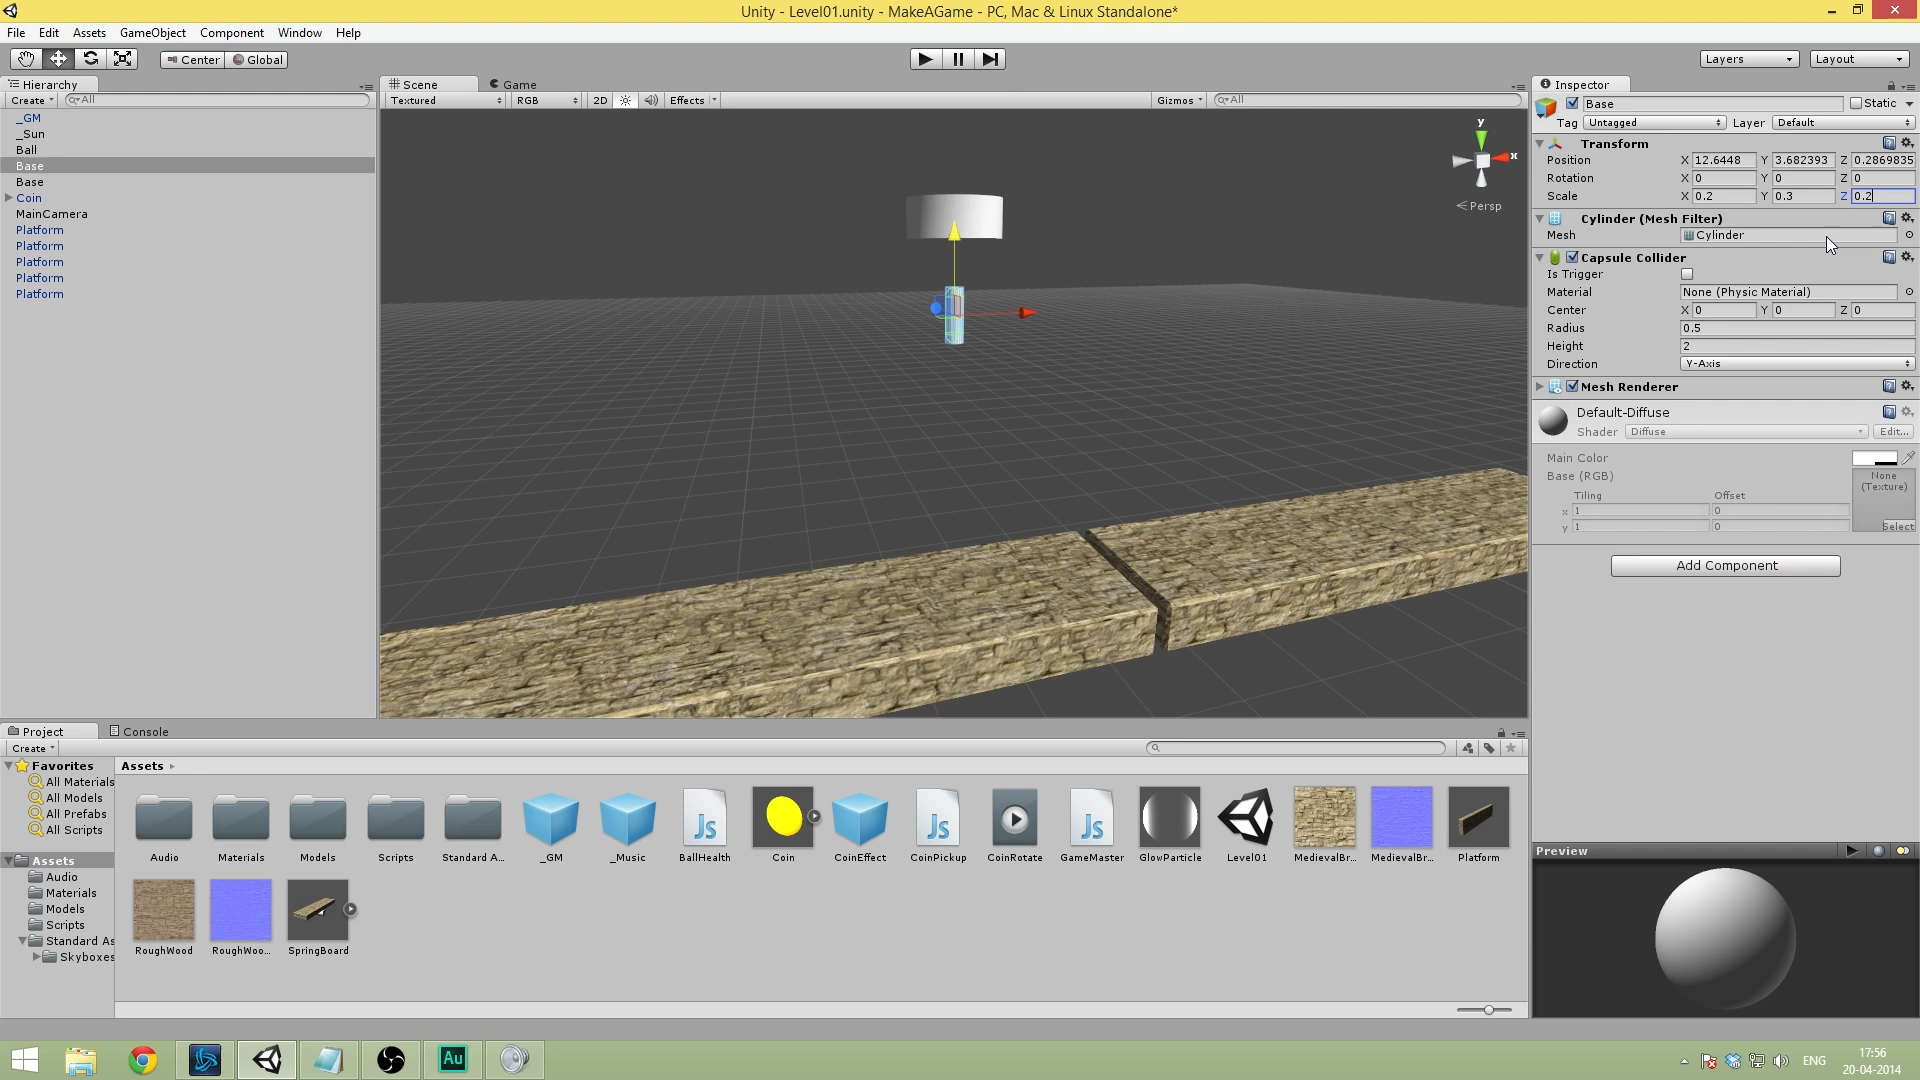 Unity - Level01.unity - MakeAGame - PC, Mac & Linux Standalone*
File Edit Assets GameObject Component Window Help
Center Global Layers Layout
Hierarchy
Create All
_GM
_Sun
Ball
Base
Base
Coin
MainCamera
Platform
Platform
Platform
Platform
Platform
Scene Game
Textured RGB 2D Effects Gizmos All
y
x
Persp
Inspector
Base Static
Tag Untagged Layer Default
Transform
Position X 12.6448 Y 3.682393 Z 0.2869835
Rotation X 0 Y 0 Z 0
Scale X 0.2 Y 0.3 Z 0.2
Cylinder (Mesh Filter)
Mesh Cylinder
Capsule Collider
Is Trigger
Material None (Physic Material)
Center X 0 Y 0 Z 0
Radius 0.5
Height 2
Direction Y-Axis
Mesh Renderer
Default-Diffuse
Shader Diffuse Edit...
Main Color
Base (RGB) None
(Texture)
Tiling Offset
x 1 0
y 1 0
Select
Add Component
Preview
Project Console
Create
Favorites
All Materials
All Models
All Prefabs
All Scripts
Assets
Audio
Materials
Models
Scripts
Standard As
Skyboxes
Assets
Audio Materials Models Scripts Standard A... _GM _Music BallHealth Coin CoinEffect CoinPickup CoinRotate GameMaster GlowParticle Level01 MedievalBr... MedievalBr... Platform
Js Js Js
RoughWood RoughWoo... SpringBoard
Au
ENG 17:56
20-04-2014